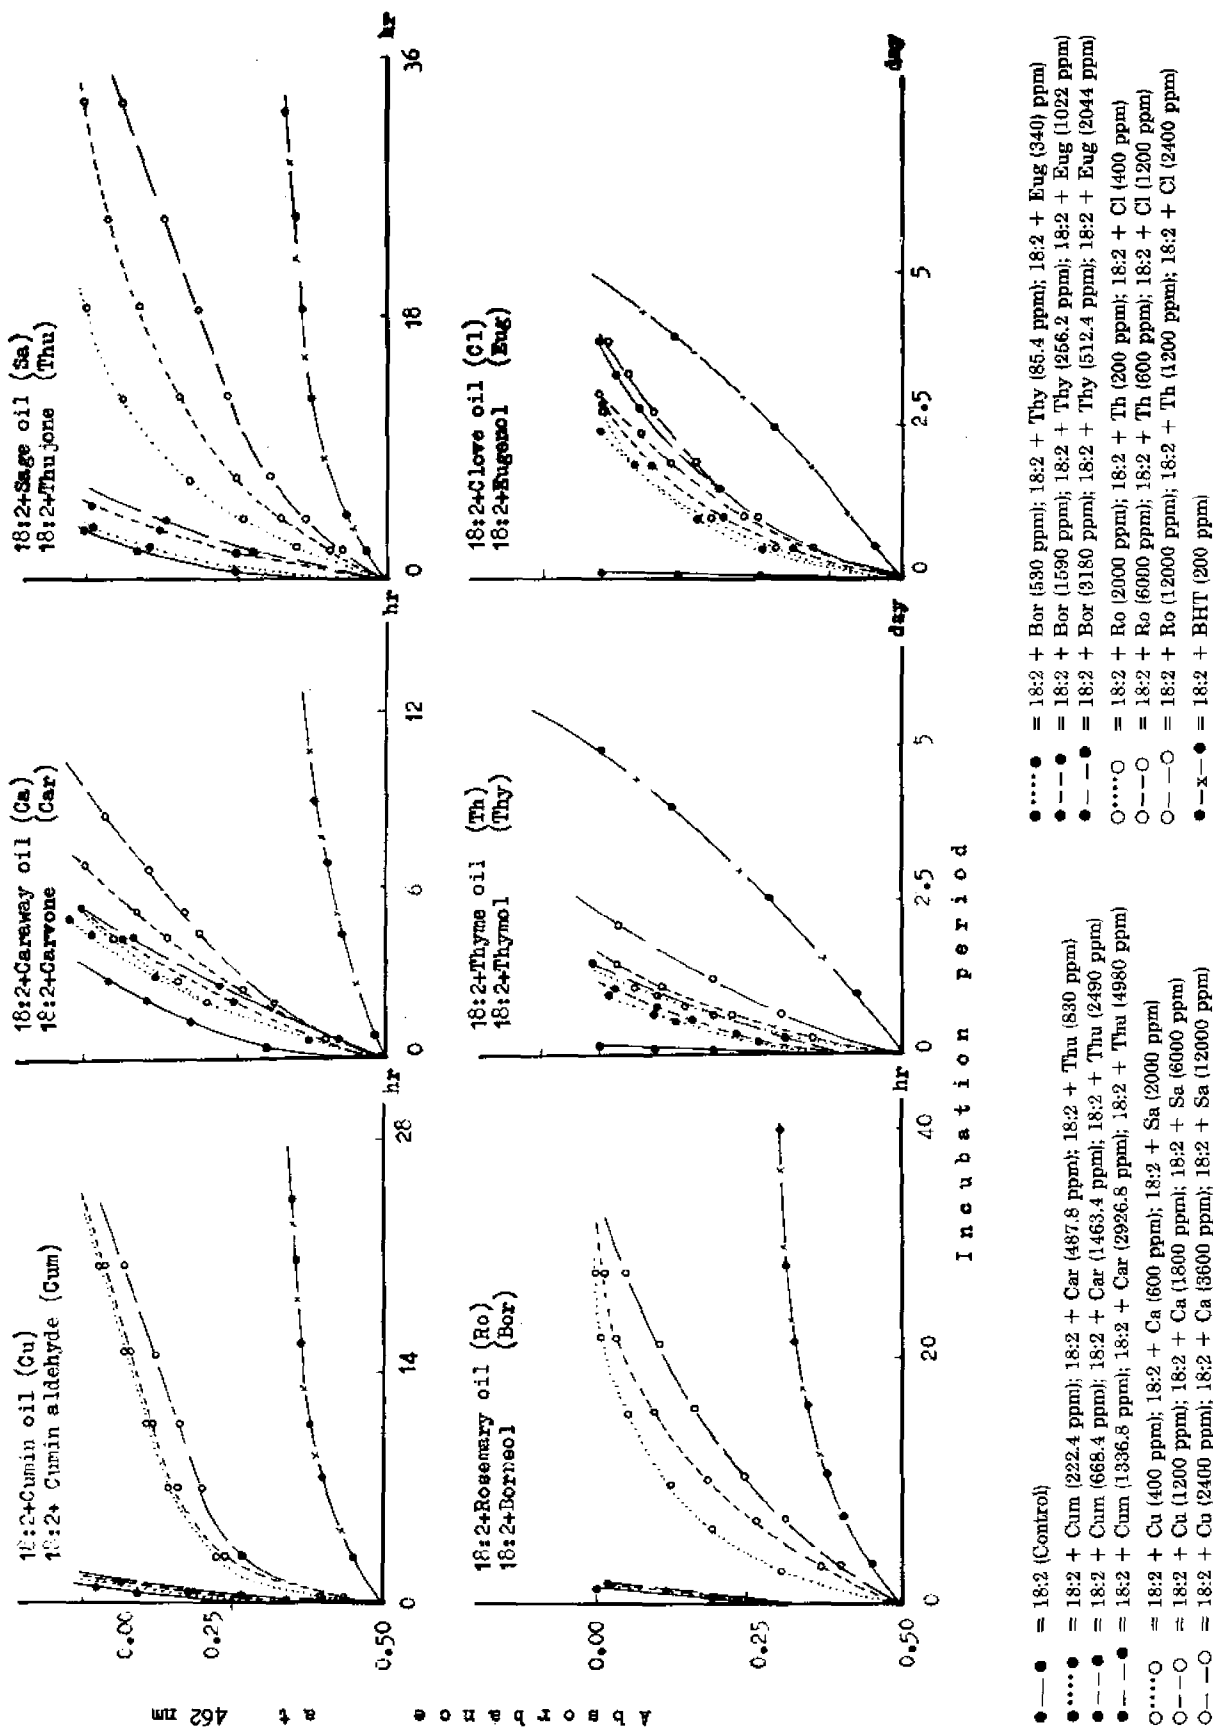 Absorbance at 462 nm
18:2+Cumin oil (Cu)
18:2+ Cumin aldehyde (Cum)
0.00
0.25
0.50
0
14
28
hr
18:2+Caraway oil (Ca)
18:2+Carvone (Car)
0
6
12
hr
18:2+Sage oil (Sa)
18:2+Thujone (Thu)
0
18
36
hr
18:2+Rosemary oil (Ro)
18:2+Borneol (Bor)
0.00
0.25
0.50
0
20
40
hr
18:2+Thyme oil (Th)
18:2+Thymol (Thy)
0
2.5
5
day
18:2+Clove oil (Cl)
18:2+Eugenol (Eug)
0
2.5
5
day
Incubation period
●—● = 18:2 (Control)
●····● = 18:2 + Cum (222.4 ppm); 18:2 + Car (487.8 ppm); 18:2 + Thu (830 ppm)
●---● = 18:2 + Cum (668.4 ppm); 18:2 + Car (1463.4 ppm); 18:2 + Thu (2490 ppm)
●— —● = 18:2 + Cum (1336.8 ppm); 18:2 + Car (2926.8 ppm); 18:2 + Thu (4980 ppm)
○····○ = 18:2 + Cu (400 ppm); 18:2 + Ca (600 ppm); 18:2 + Sa (2000 ppm)
○---○ = 18:2 + Cu (1200 ppm); 18:2 + Ca (1800 ppm); 18:2 + Sa (6000 ppm)
○— —○ = 18:2 + Cu (2400 ppm); 18:2 + Ca (3600 ppm); 18:2 + Sa (12000 ppm)
●····● = 18:2 + Bor (530 ppm); 18:2 + Thy (85.4 ppm); 18:2 + Eug (340) ppm)
●---● = 18:2 + Bor (1590 ppm); 18:2 + Thy (256.2 ppm); 18:2 + Eug (1022 ppm)
●— —● = 18:2 + Bor (3180 ppm); 18:2 + Thy (512.4 ppm); 18:2 + Eug (2044 ppm)
○····○ = 18:2 + Ro (2000 ppm); 18:2 + Th (200 ppm); 18:2 + Cl (400 ppm)
○---○ = 18:2 + Ro (6000 ppm); 18:2 + Th (600 ppm); 18:2 + Cl (1200 ppm)
○— —○ = 18:2 + Ro (12000 ppm); 18:2 + Th (1200 ppm); 18:2 + Cl (2400 ppm)
●—x—● = 18:2 + BHT (200 ppm)